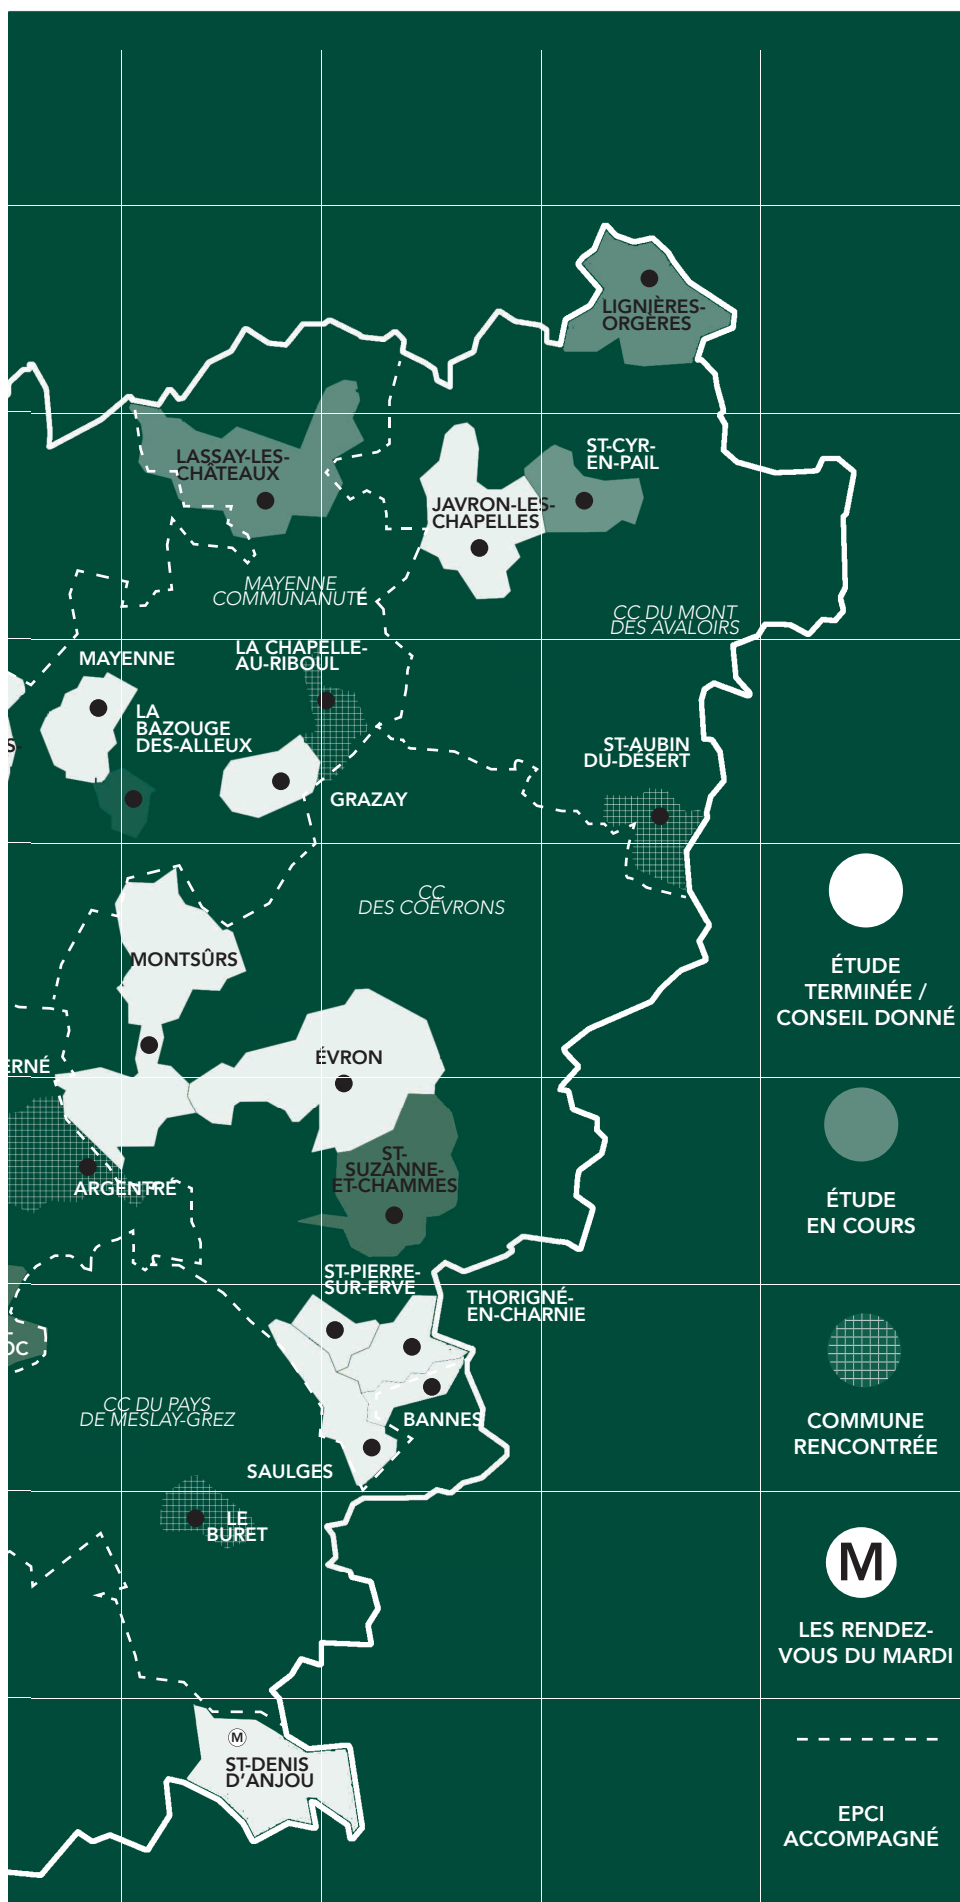 LIGNIÈRES-
ORGÈRES
LASSAY-LES-
CHÂTEAUX
ST-CYR-
EN-PAIL
JAVRON-LES-
CHAPELLES
MAYENNE
COMMUNANUTÉ
CC DU MONT
DES AVALOIRS
LA CHAPELLE-
AU-RIBOUL
MAYENNE
LA
BAZOUGE
DES-ALLEUX
S-
ST-AUBIN
DU-DÉSERT
GRAZAY
CC
DES COËVRONS
MONTSÛRS
ÉVRON
ERNÉ
ST-
SUZANNE-
ET-CHAMMES
ARGENTRÉ
ST-PIERRE-
SUR-ERVE
THORIGNÉ-
EN-CHARNIE
OC
CC DU PAYS
DE MESLAY-GREZ
BANNES
SAULGES
LE
BURET
M
ST-DENIS
D'ANJOU
ÉTUDE
TERMINÉE /
CONSEIL DONNÉ
ÉTUDE
EN COURS
COMMUNE
RENCONTRÉE
M
LES RENDEZ-
VOUS DU MARDI
EPCI
ACCOMPAGNÉ